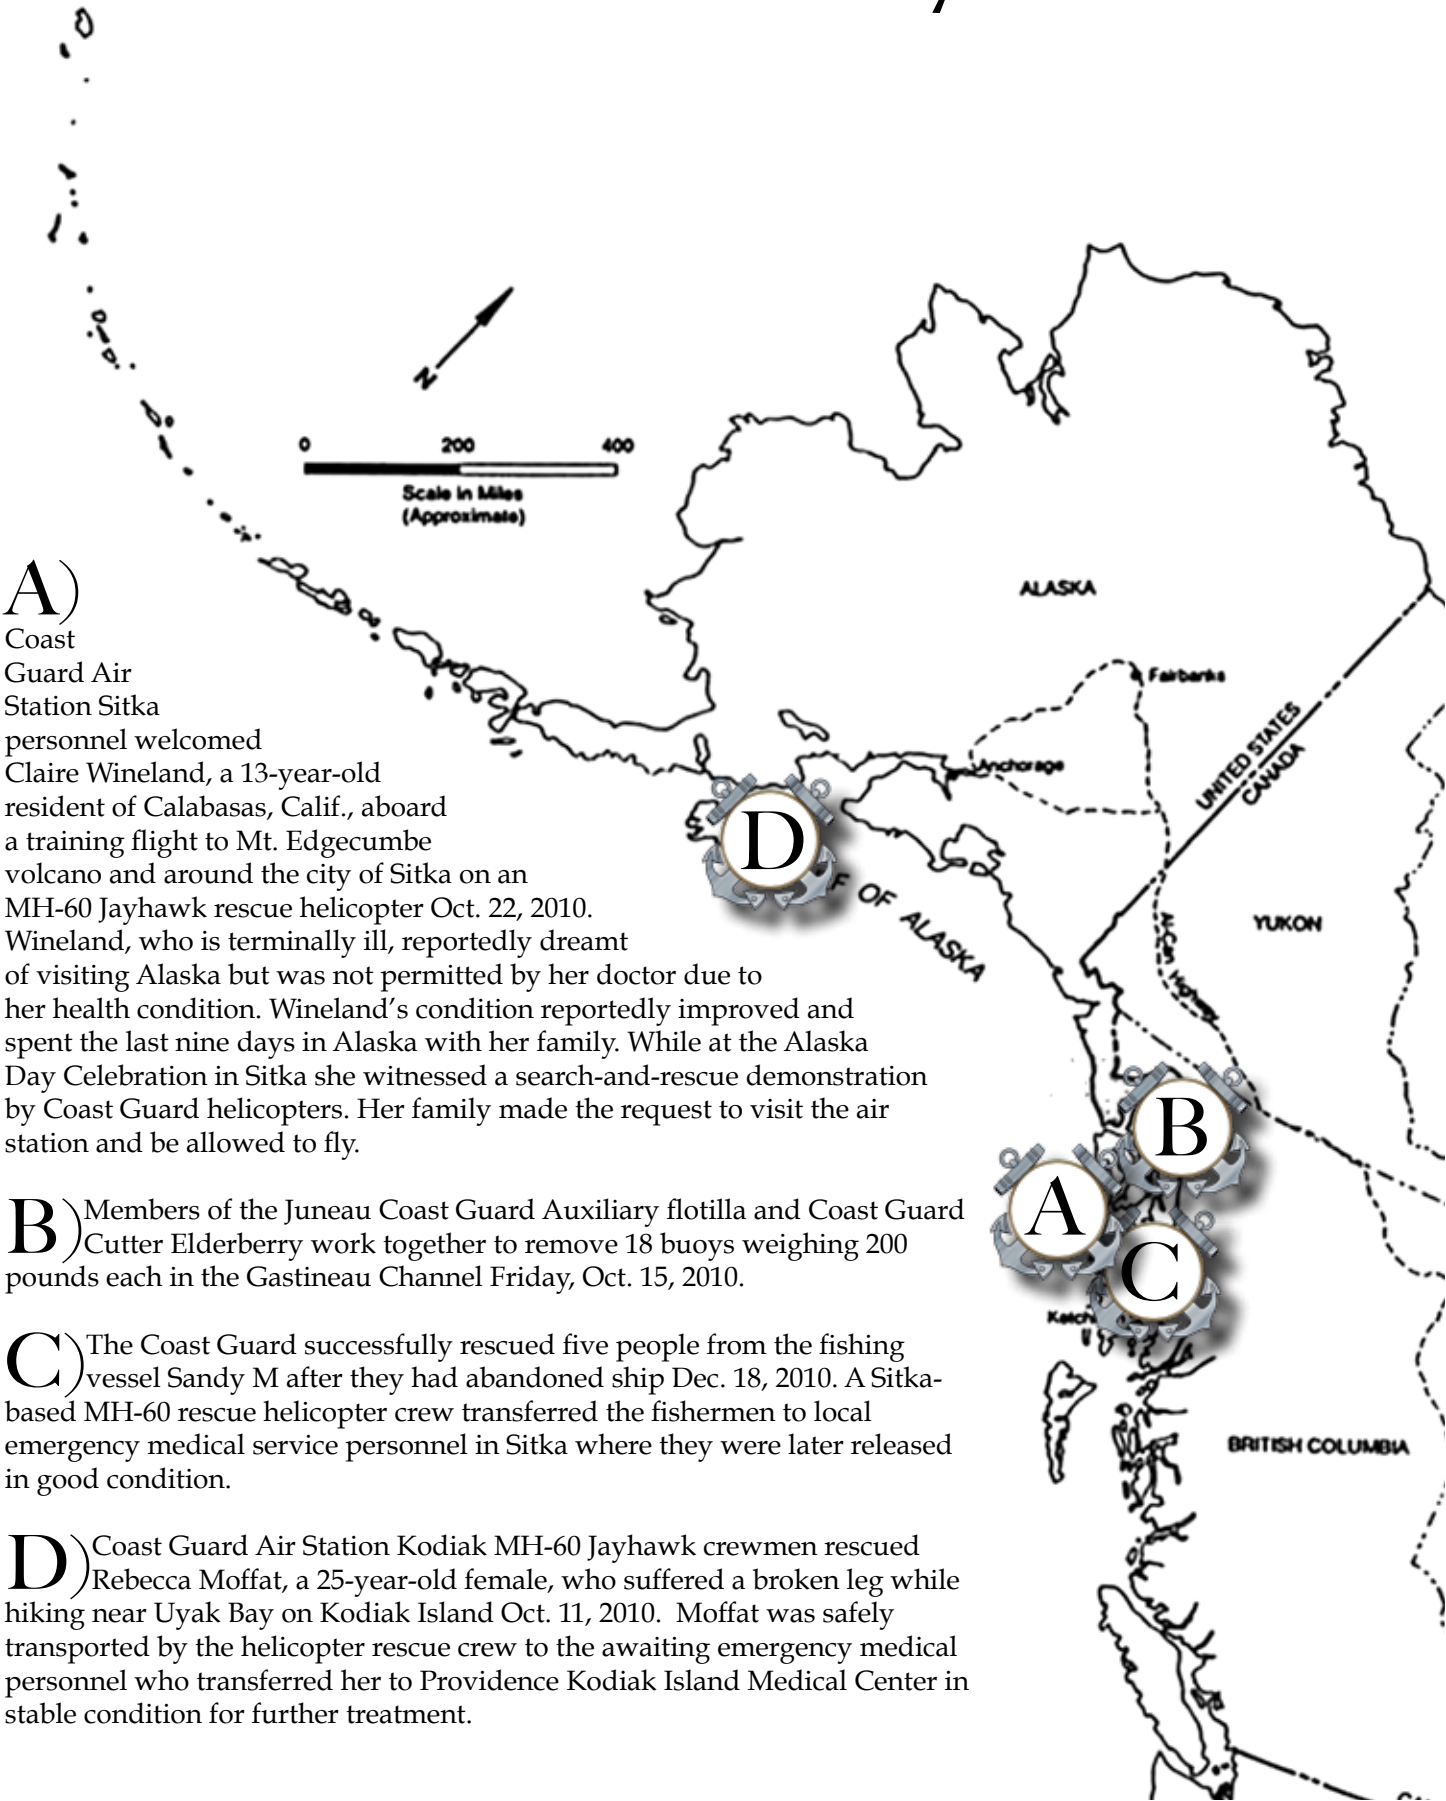 N
0 200 400
Scale in Miles
(Approximate)
ALASKA
Fairbanks
Anchorage
UNITED STATES
CANADA
YUKON
Al-Can Highway
OF ALASKA
BRITISH COLUMBIA
D
B
A
C
A)
Coast
Guard Air
Station Sitka
personnel welcomed
Claire Wineland, a 13-year-old
resident of Calabasas, Calif., aboard
a training flight to Mt. Edgecumbe
volcano and around the city of Sitka on an
MH-60 Jayhawk rescue helicopter Oct. 22, 2010.
Wineland, who is terminally ill, reportedly dreamt
of visiting Alaska but was not permitted by her doctor due to
her health condition. Wineland’s condition reportedly improved and
spent the last nine days in Alaska with her family. While at the Alaska
Day Celebration in Sitka she witnessed a search-and-rescue demonstration
by Coast Guard helicopters. Her family made the request to visit the air
station and be allowed to fly.
B) Members of the Juneau Coast Guard Auxiliary flotilla and Coast Guard
Cutter Elderberry work together to remove 18 buoys weighing 200
pounds each in the Gastineau Channel Friday, Oct. 15, 2010.
C) The Coast Guard successfully rescued five people from the fishing
vessel Sandy M after they had abandoned ship Dec. 18, 2010. A Sitka-
based MH-60 rescue helicopter crew transferred the fishermen to local
emergency medical service personnel in Sitka where they were later released
in good condition.
D) Coast Guard Air Station Kodiak MH-60 Jayhawk crewmen rescued
Rebecca Moffat, a 25-year-old female, who suffered a broken leg while
hiking near Uyak Bay on Kodiak Island Oct. 11, 2010. Moffat was safely
transported by the helicopter rescue crew to the awaiting emergency medical
personnel who transferred her to Providence Kodiak Island Medical Center in
stable condition for further treatment.